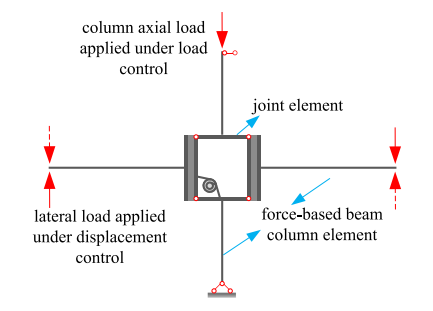 column axial load
applied under load
control
joint element
lateral load applied
under displacement
control
force-based beam
column element